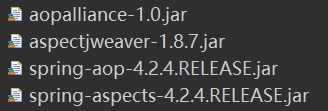 aopalliance-1.0.jar
aspectjweaver-1.8.7.jar
spring-aop-4.2.4.RELEASE.jar
spring-aspects-4.2.4.RELEASE.jar